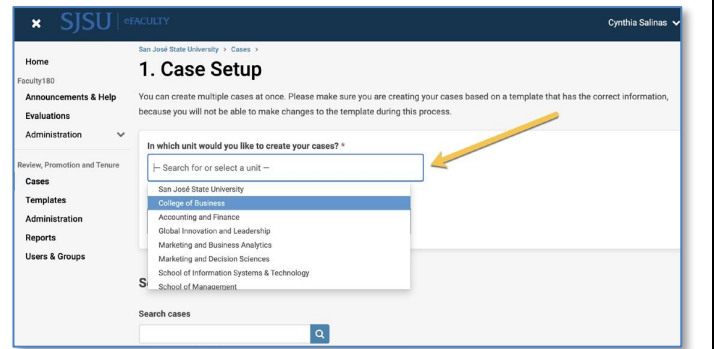 × SJSU | eFACULTY
Cynthia Salinas
Home
Faculty180
Announcements & Help
Evaluations
Administration
Review, Promotion and Tenure
Cases
Templates
Administration
Reports
Users & Groups
San José State University > Cases >
1. Case Setup
You can create multiple cases at once. Please make sure you are creating your cases based on a template that has the correct information,
because you will not be able to make changes to the template during this process.
In which unit would you like to create your cases? *
— Search for or select a unit —
San José State University
College of Business
Accounting and Finance
Global Innovation and Leadership
Marketing and Business Analytics
Marketing and Decision Sciences
School of Information Systems & Technology
School of Management
Search cases